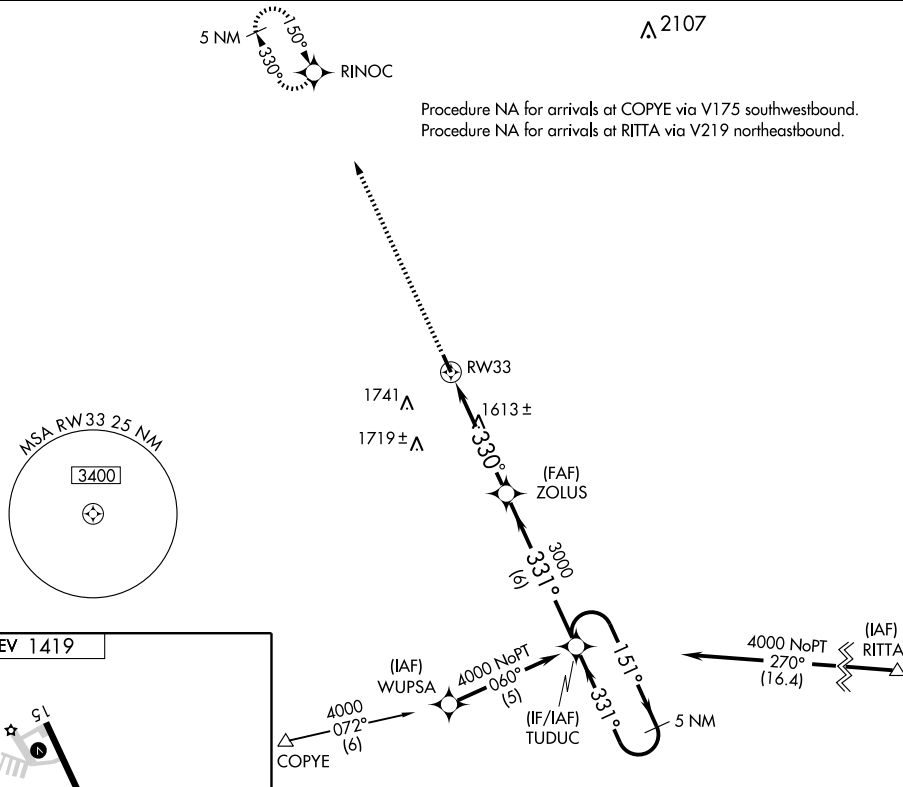 2107
5 NM
150°
330°
RINOC
Procedure NA for arrivals at COPYE via V175 southwestbound.
Procedure NA for arrivals at RITTA via V219 northeastbound.
RW33
1741
1613 ±
1719 ±
330°
MSA RW33 25 NM
3400
(FAF)
ZOLUS
3000
331°
(6)
EV 1419
15
(IAF)
WUPSA
4000 NoPT
060°
(5)
4000
072°
(6)
COPYE
(IF/IAF)
TUDUC
151°
331°
5 NM
4000 NoPT
270°
(16.4)
(IAF)
RITTA